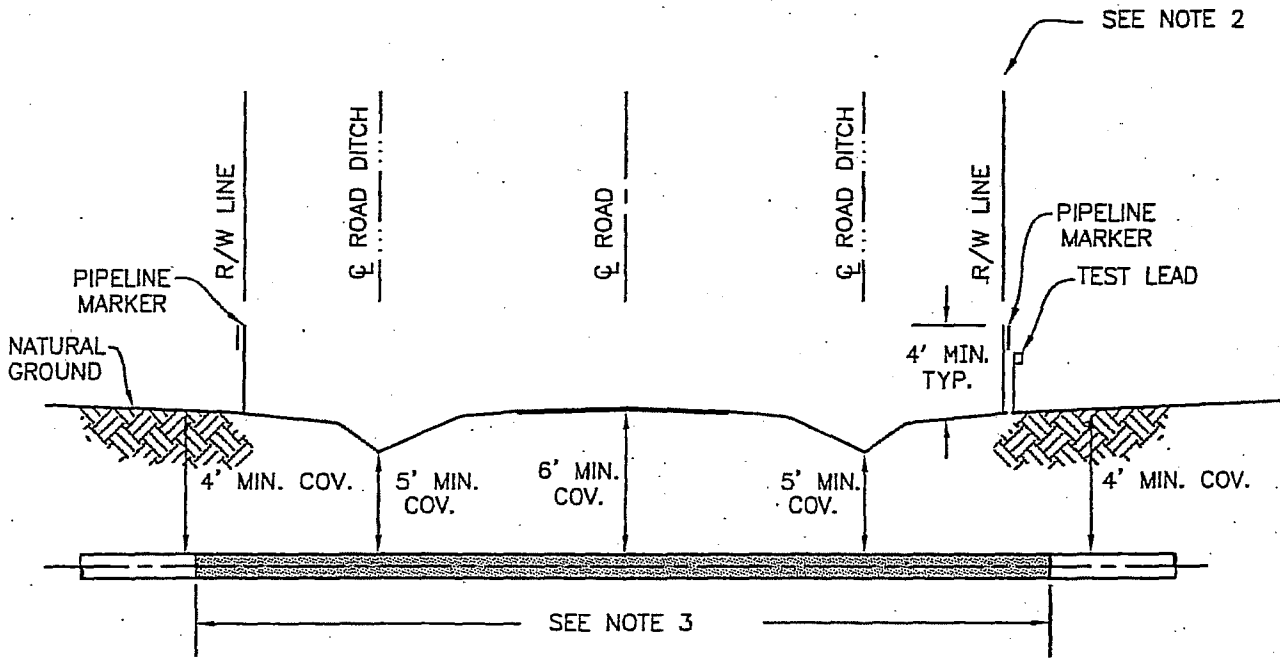 SEE NOTE 2
R/W LINE
℄ ROAD DITCH
℄ ROAD
℄ ROAD DITCH
R/W LINE
PIPELINE
MARKER
PIPELINE
MARKER
TEST LEAD
NATURAL
GROUND
4' MIN.
TYP.
4' MIN. COV.
5' MIN.
COV.
6' MIN.
COV.
5' MIN.
COV.
4' MIN. COV.
SEE NOTE 3